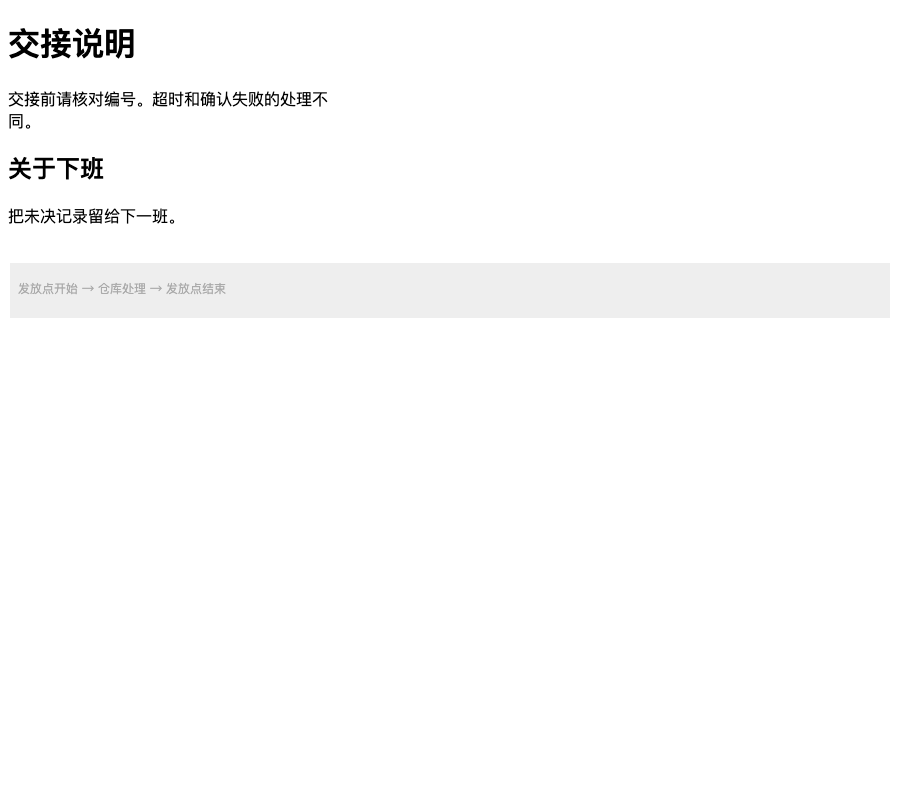 交接说明
交接前请核对编号。超时和确认失败的处理不
同。
关于下班
把未决记录留给下一班。
发放点开始 → 仓库处理 → 发放点结束